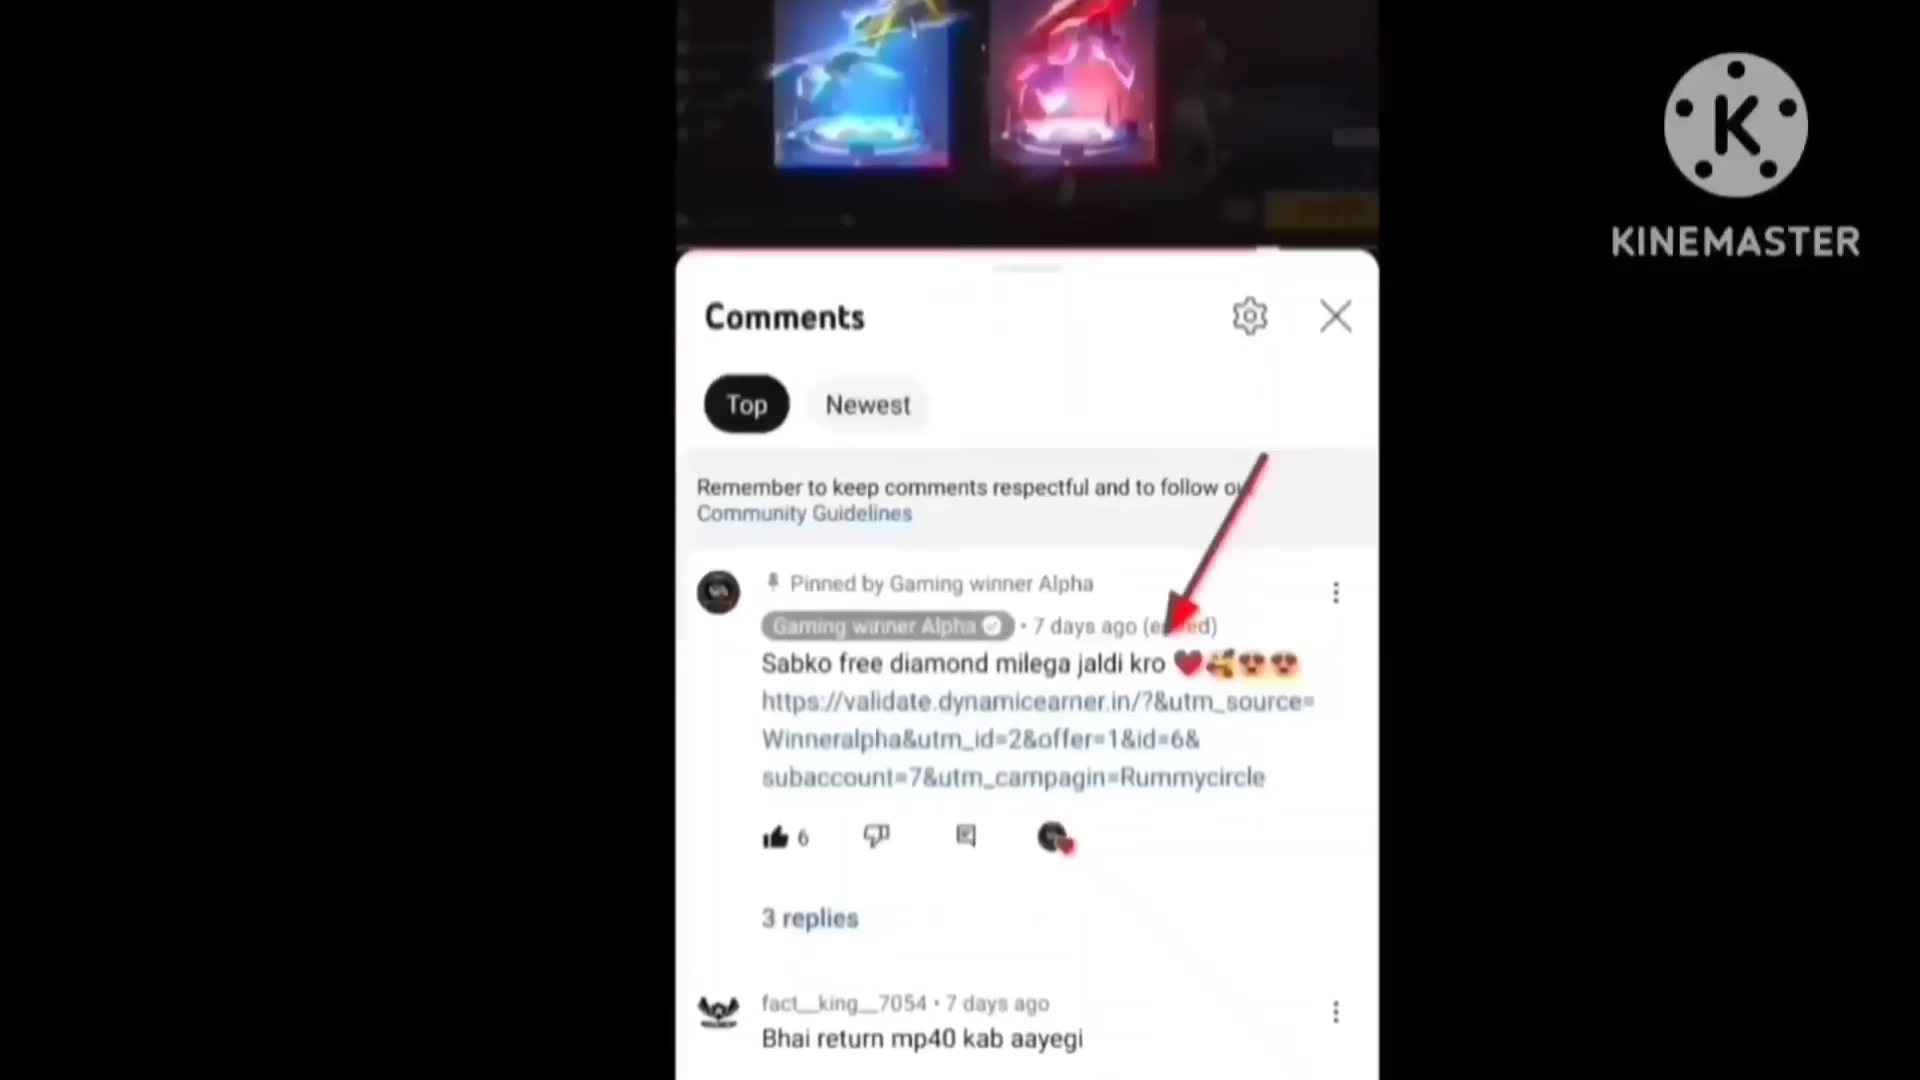 K
KINEMASTER
Comments
Top
Newest
Remember to keep comments respectful and to follow
Community Guidelines
Pinned by Gaming winner Alpha
Gaming winner Alpha • 7 days ago (edited)
Sabko free diamond milega jaldi kro ❤️🥰😍😍
https://validate.dynamicearner.in/?&utm_source=
Winneralpha&utm_id=2&offer=1&id=6&
subaccount=7&utm_campagin=Rummycircle
6
3 replies
fact__king__7054 • 7 days ago
Bhai return mp40 kab aayegi